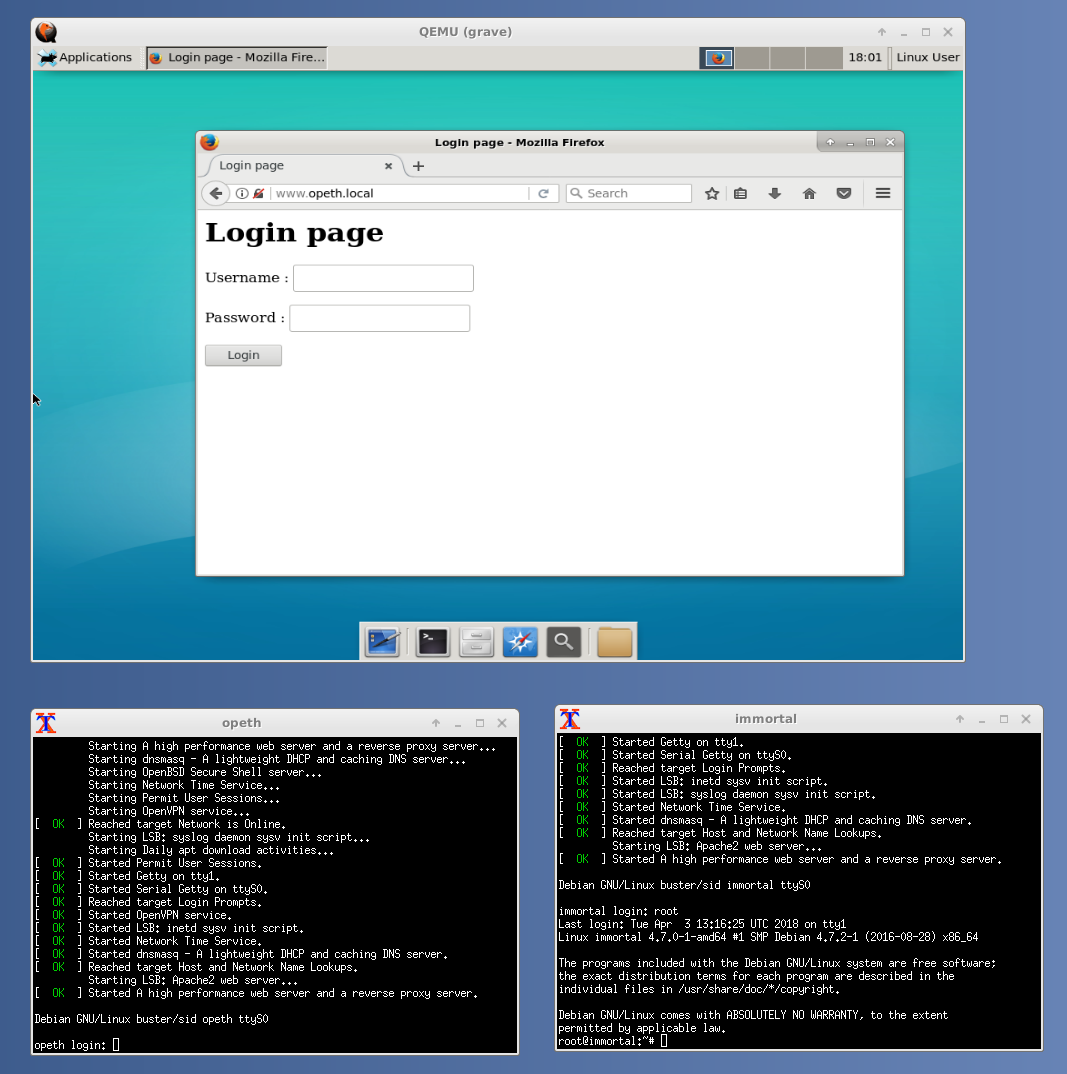 QEMU (grave)
Applications
Login page - Mozilla Fire...
18:01
Linux User
Login page - Mozilla Firefox
Login page
www.opeth.local
Search
Login page
Username :
Password :
Login
opeth
Starting A high performance web server and a reverse proxy server...
Starting dnsmasq - A lightweight DHCP and caching DNS server...
Starting OpenBSD Secure Shell server...
Starting Network Time Service...
Starting Permit User Sessions...
Starting OpenVPN service...
[  OK  ] Reached target Network is Online.
Starting LSB: syslog daemon sysv init script...
Starting Daily apt download activities...
[  OK  ] Started Permit User Sessions.
[  OK  ] Started Getty on tty1.
[  OK  ] Started Serial Getty on ttyS0.
[  OK  ] Reached target Login Prompts.
[  OK  ] Started OpenVPN service.
[  OK  ] Started LSB: inetd sysv init script.
[  OK  ] Started Network Time Service.
[  OK  ] Started dnsmasq - A lightweight DHCP and caching DNS server.
[  OK  ] Reached target Host and Network Name Lookups.
Starting LSB: Apache2 web server...
[  OK  ] Started A high performance web server and a reverse proxy server.
Debian GNU/Linux buster/sid opeth ttyS0
opeth login:
immortal
[  OK  ] Started Getty on tty1.
[  OK  ] Started Serial Getty on ttyS0.
[  OK  ] Reached target Login Prompts.
[  OK  ] Started LSB: inetd sysv init script.
[  OK  ] Started LSB: syslog daemon sysv init script.
[  OK  ] Started Network Time Service.
[  OK  ] Started dnsmasq - A lightweight DHCP and caching DNS server.
[  OK  ] Reached target Host and Network Name Lookups.
Starting LSB: Apache2 web server...
[  OK  ] Started A high performance web server and a reverse proxy server.
Debian GNU/Linux buster/sid immortal ttyS0
immortal login: root
Last login: Tue Apr  3 13:16:25 UTC 2018 on tty1
Linux immortal 4.7.0-1-amd64 #1 SMP Debian 4.7.2-1 (2016-08-28) x86_64
The programs included with the Debian GNU/Linux system are free software;
the exact distribution terms for each program are described in the
individual files in /usr/share/doc/*/copyright.
Debian GNU/Linux comes with ABSOLUTELY NO WARRANTY, to the extent
permitted by applicable law.
root@immortal:~#